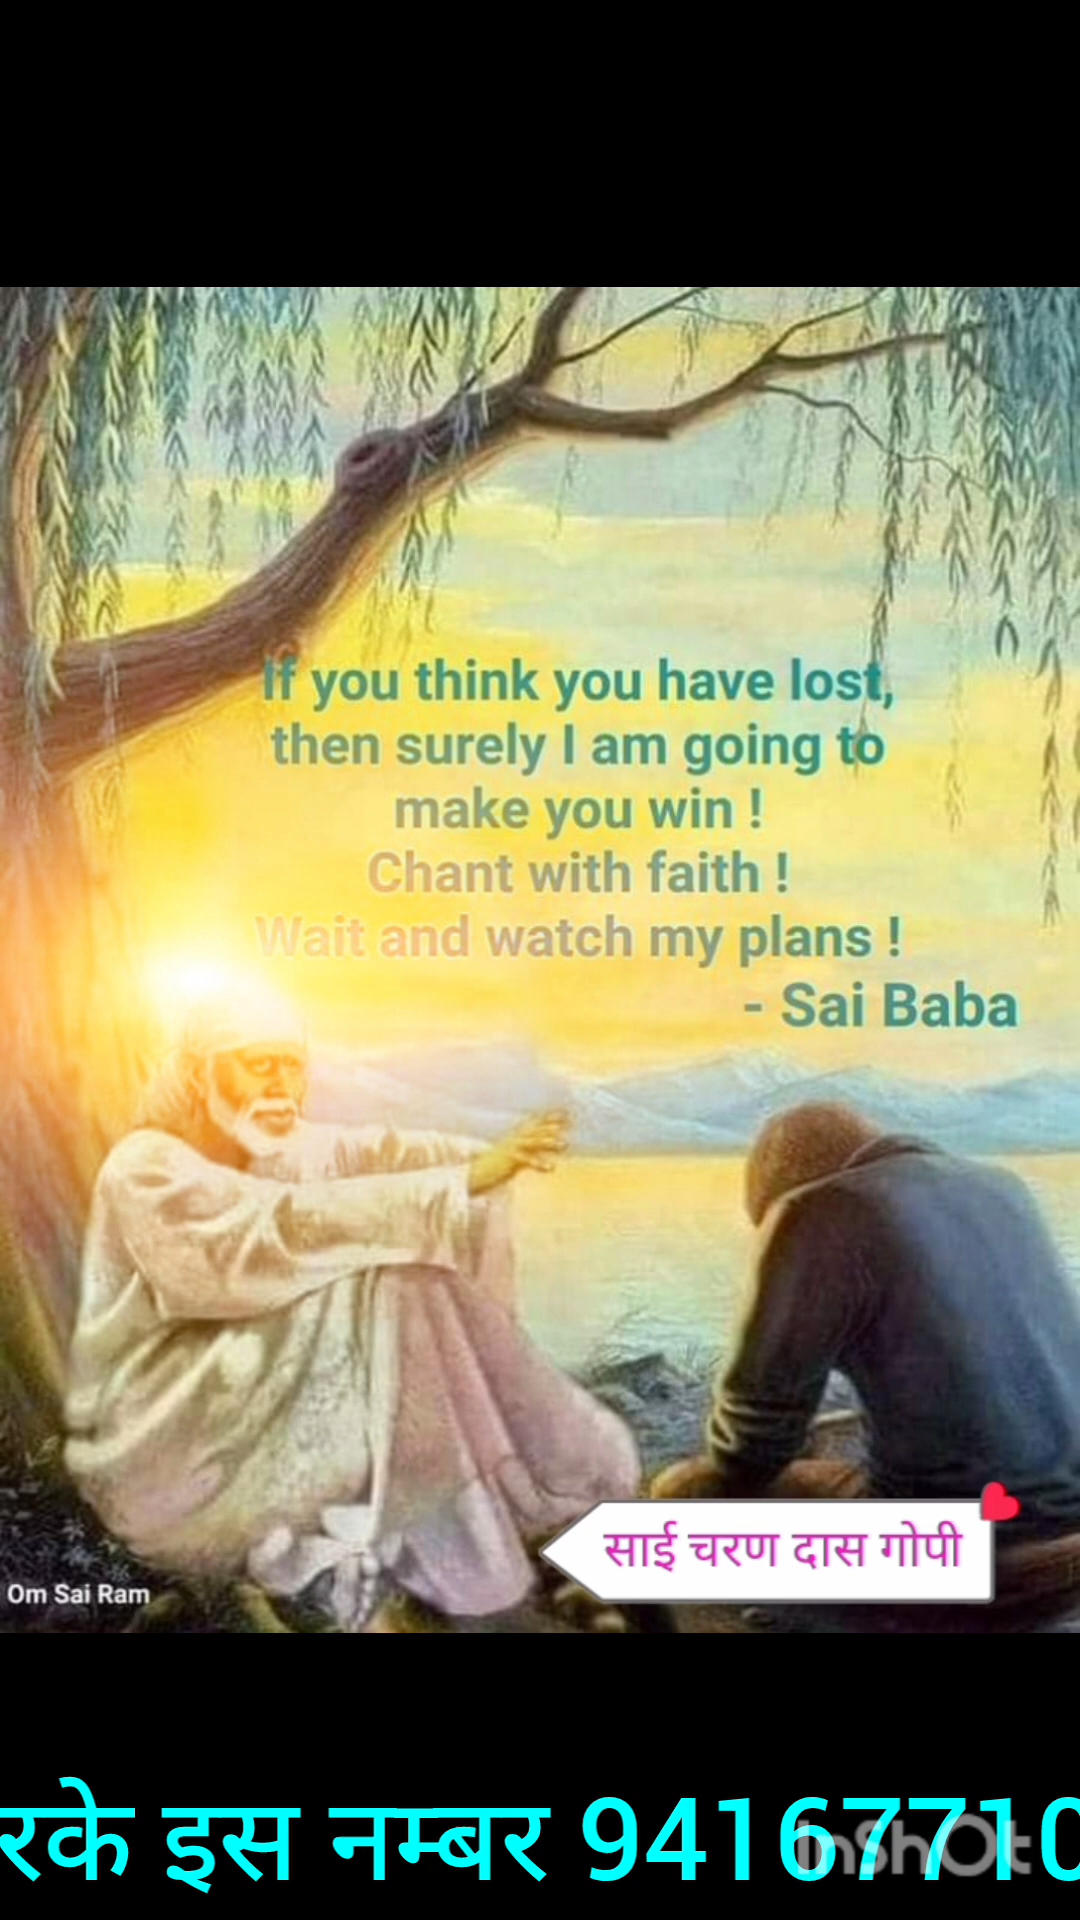 If you think you have lost,
then surely I am going to
make you win !
Chant with faith !
Wait and watch my plans !
- Sai Baba
साई चरण दास गोपी
Om Sai Ram
रके इस नम्बर 94167710
InShOt